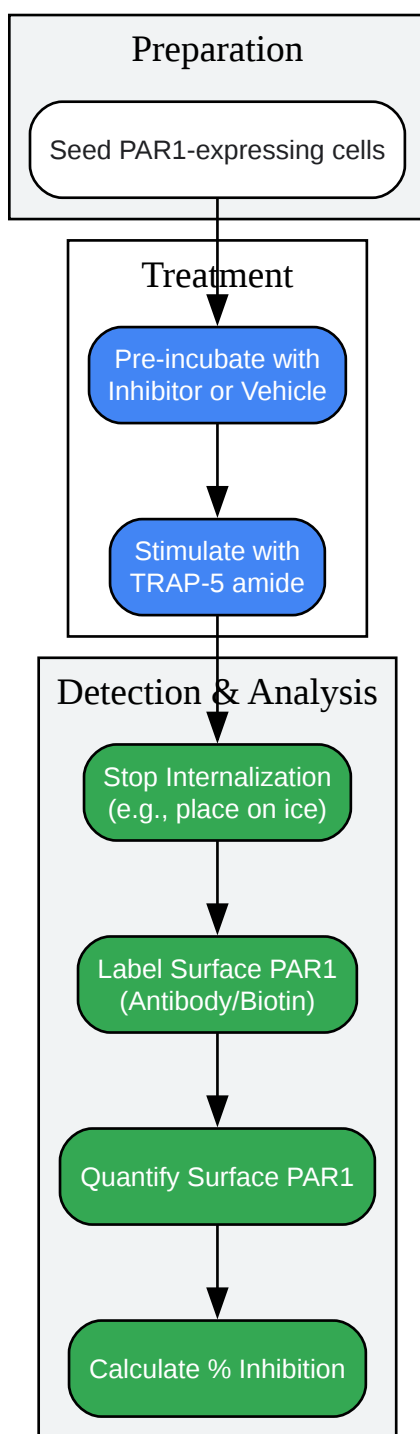 Preparation
Seed PAR1-expressing cells
Treatment
Pre-incubate with
Inhibitor or Vehicle
Stimulate with
TRAP-5 amide
Detection & Analysis
Stop Internalization
(e.g., place on ice)
Label Surface PAR1
(Antibody/Biotin)
Quantify Surface PAR1
Calculate % Inhibition